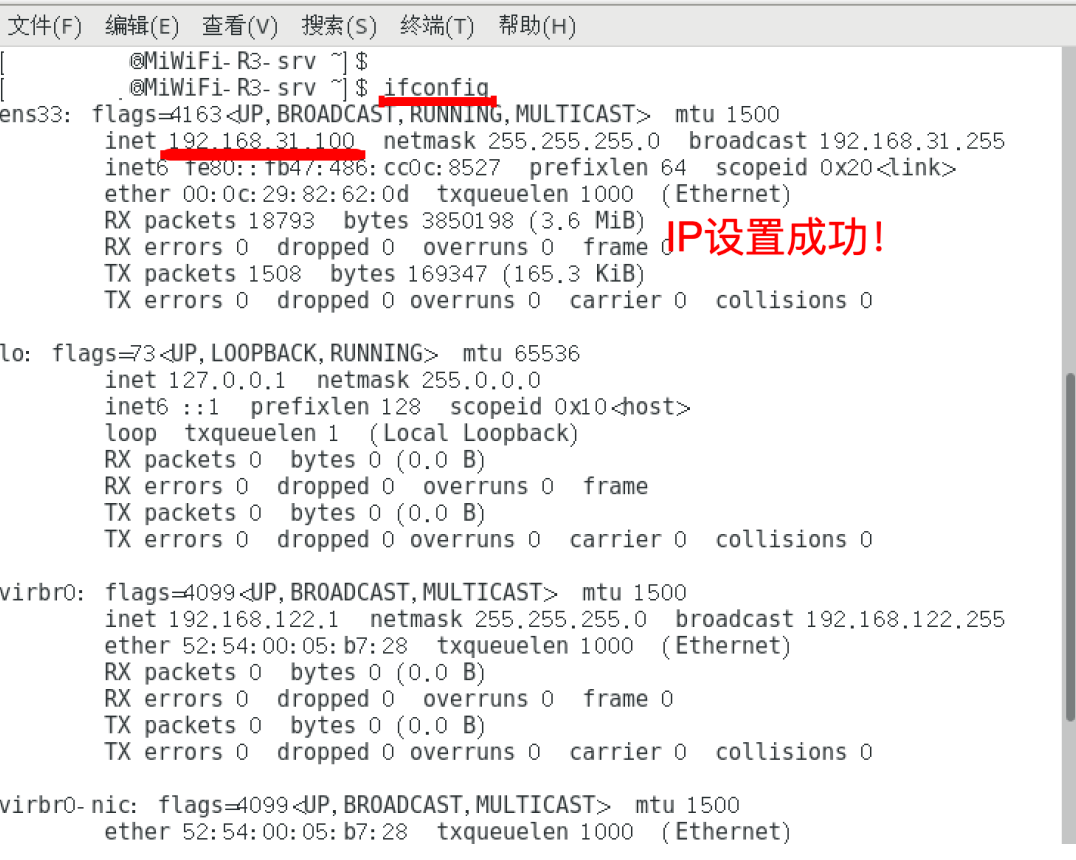 文件(F) 编辑(E) 查看(V) 搜索(S) 终端(T) 帮助(H)
[ @MiWiFi-R3-srv ~]$
[ @MiWiFi-R3-srv ~]$ ifconfig
ens33: flags=4163<UP,BROADCAST,RUNNING,MULTICAST> mtu 1500
inet 192.168.31.100 netmask 255.255.255.0 broadcast 192.168.31.255
inet6 fe80::fb47:486:cc0c:8527 prefixlen 64 scopeid 0x20<link>
ether 00:0c:29:82:62:0d txqueuelen 1000 (Ethernet)
RX packets 18793 bytes 3850198 (3.6 MiB)
RX errors 0 dropped 0 overruns 0 frame 0
IP设置成功！
TX packets 1508 bytes 169347 (165.3 KiB)
TX errors 0 dropped 0 overruns 0 carrier 0 collisions 0
lo: flags=73<UP,LOOPBACK,RUNNING> mtu 65536
inet 127.0.0.1 netmask 255.0.0.0
inet6 ::1 prefixlen 128 scopeid 0x10<host>
loop txqueuelen 1 (Local Loopback)
RX packets 0 bytes 0 (0.0 B)
RX errors 0 dropped 0 overruns 0 frame
TX packets 0 bytes 0 (0.0 B)
TX errors 0 dropped 0 overruns 0 carrier 0 collisions 0
virbr0: flags=4099<UP,BROADCAST,MULTICAST> mtu 1500
inet 192.168.122.1 netmask 255.255.255.0 broadcast 192.168.122.255
ether 52:54:00:05:b7:28 txqueuelen 1000 (Ethernet)
RX packets 0 bytes 0 (0.0 B)
RX errors 0 dropped 0 overruns 0 frame 0
TX packets 0 bytes 0 (0.0 B)
TX errors 0 dropped 0 overruns 0 carrier 0 collisions 0
virbr0-nic: flags=4099<UP,BROADCAST,MULTICAST> mtu 1500
ether 52:54:00:05:b7:28 txqueuelen 1000 (Ethernet)